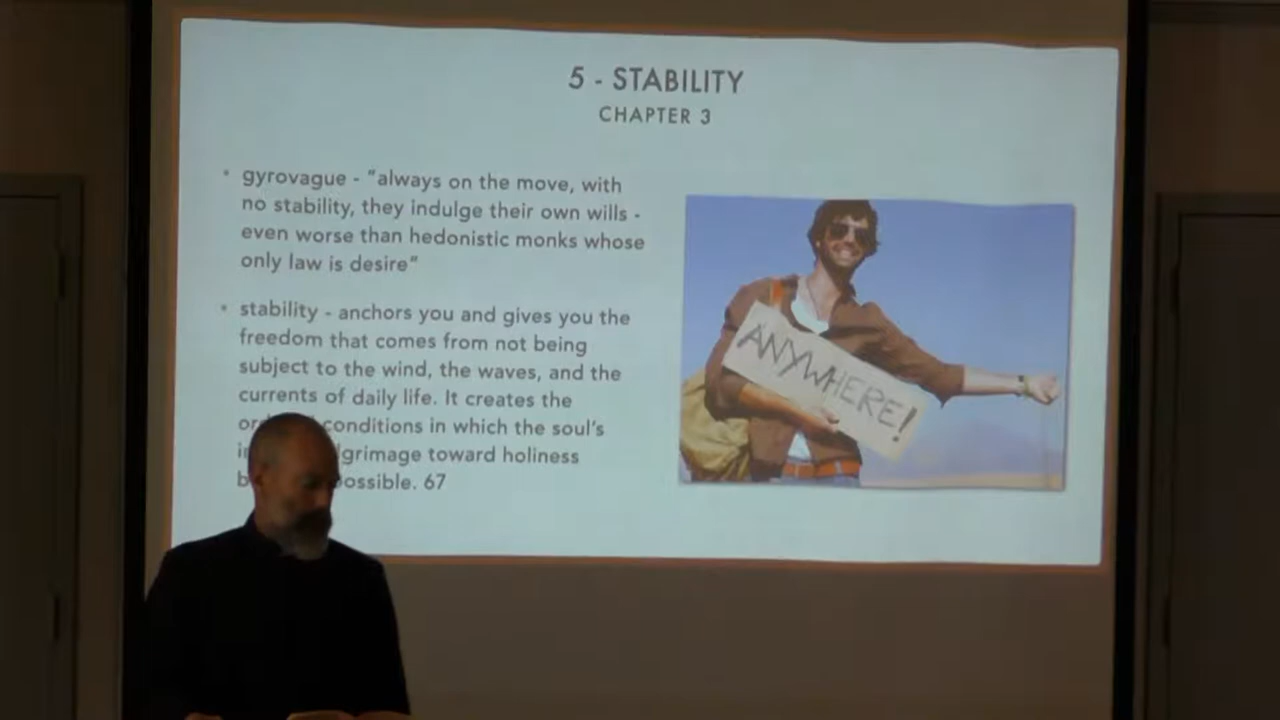 5 - STABILITY
CHAPTER 3
• gyrovague - "always on the move, with
no stability, they indulge their own wills -
even worse than hedonistic monks whose
only law is desire"
• stability - anchors you and gives you the
freedom that comes from not being
subject to the wind, the waves, and the
currents of daily life. It creates the
conditions in which the soul's
grimage toward holiness
ossible. 67
ANYWHERE!